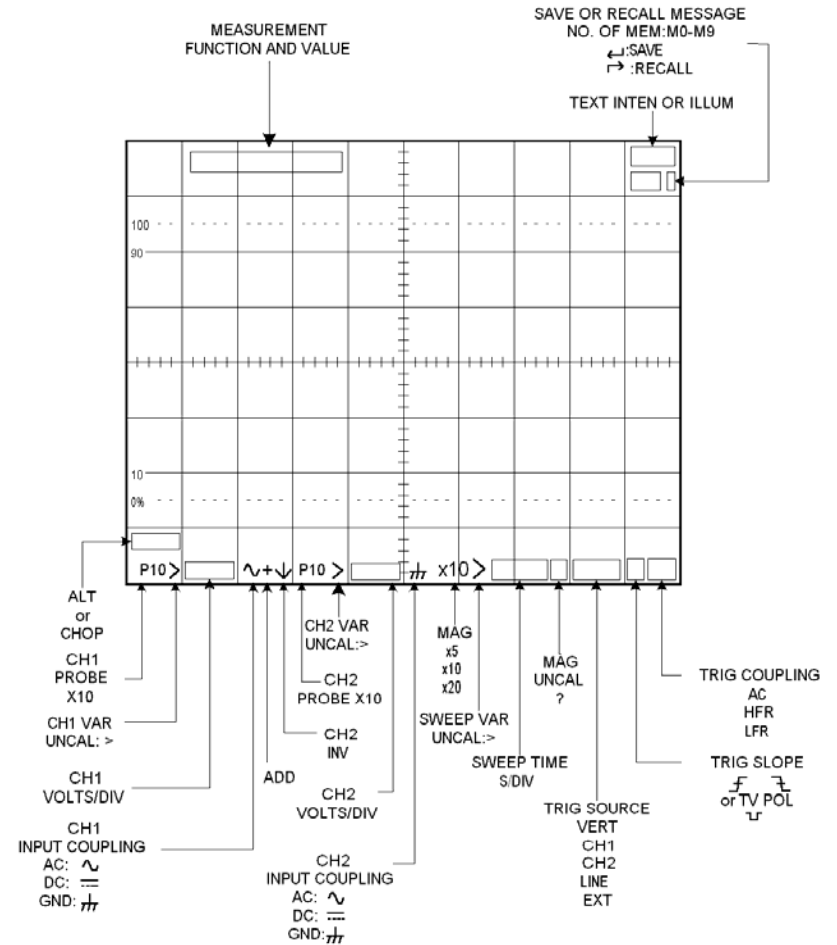 MEASUREMENT
FUNCTION AND VALUE
SAVE OR RECALL MESSAGE
NO. OF MEM:M0-M9
:SAVE
:RECALL
TEXT INTEN OR ILLUM
100
90
10
0%
P10 >
+
P10 >
x10 >
ALT
or
CHOP
CH1
PROBE
X10
CH1 VAR
UNCAL: >
CH1
VOLTS/DIV
CH1
INPUT COUPLING
AC: ∿
DC: ⎓
GND:
ADD
CH2
INV
CH2
PROBE X10
CH2 VAR
UNCAL:>
CH2
VOLTS/DIV
CH2
INPUT COUPLING
AC: ∿
DC: ⎓
GND:
MAG
x5
x10
x20
SWEEP VAR
UNCAL:>
SWEEP TIME
S/DIV
MAG
UNCAL
?
TRIG SOURCE
VERT
CH1
CH2
LINE
EXT
TRIG COUPLING
AC
HFR
LFR
TRIG SLOPE
or TV POL